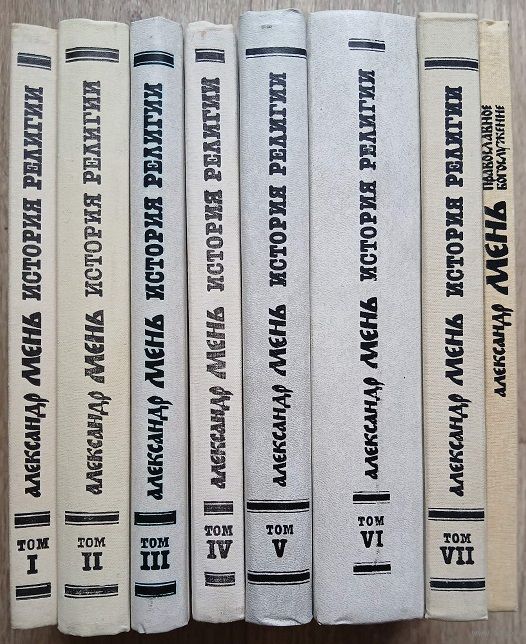 АЛЕКСАНДР МЕНЬ ИСТОРИЯ РЕЛИГИИ
ТОМ
I
АЛЕКСАНДР МЕНЬ ИСТОРИЯ РЕЛИГИИ
ТОМ
II
АЛЕКСАНДР МЕНЬ ИСТОРИЯ РЕЛИГИИ
ТОМ
III
АЛЕКСАНДР МЕНЬ ИСТОРИЯ РЕЛИГИИ
ТОМ
IV
АЛЕКСАНДР МЕНЬ ИСТОРИЯ РЕЛИГИИ
ТОМ
V
АЛЕКСАНДР МЕНЬ ИСТОРИЯ РЕЛИГИИ
ТОМ
VI
АЛЕКСАНДР МЕНЬ ИСТОРИЯ РЕЛИГИИ
ТОМ
VII
АЛЕКСАНДР МЕНЬ ПРАВОСЛАВНОЕ
БОГОСЛУЖЕНИЕ